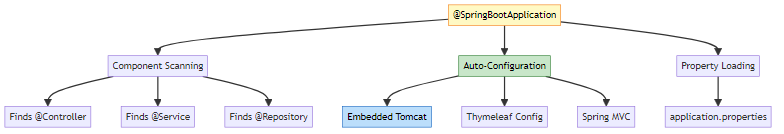 @SpringBootApplication
Component Scanning
Auto-Configuration
Property Loading
Finds @Controller
Finds @Service
Finds @Repository
Embedded Tomcat
Thymeleaf Config
Spring MVC
application.properties